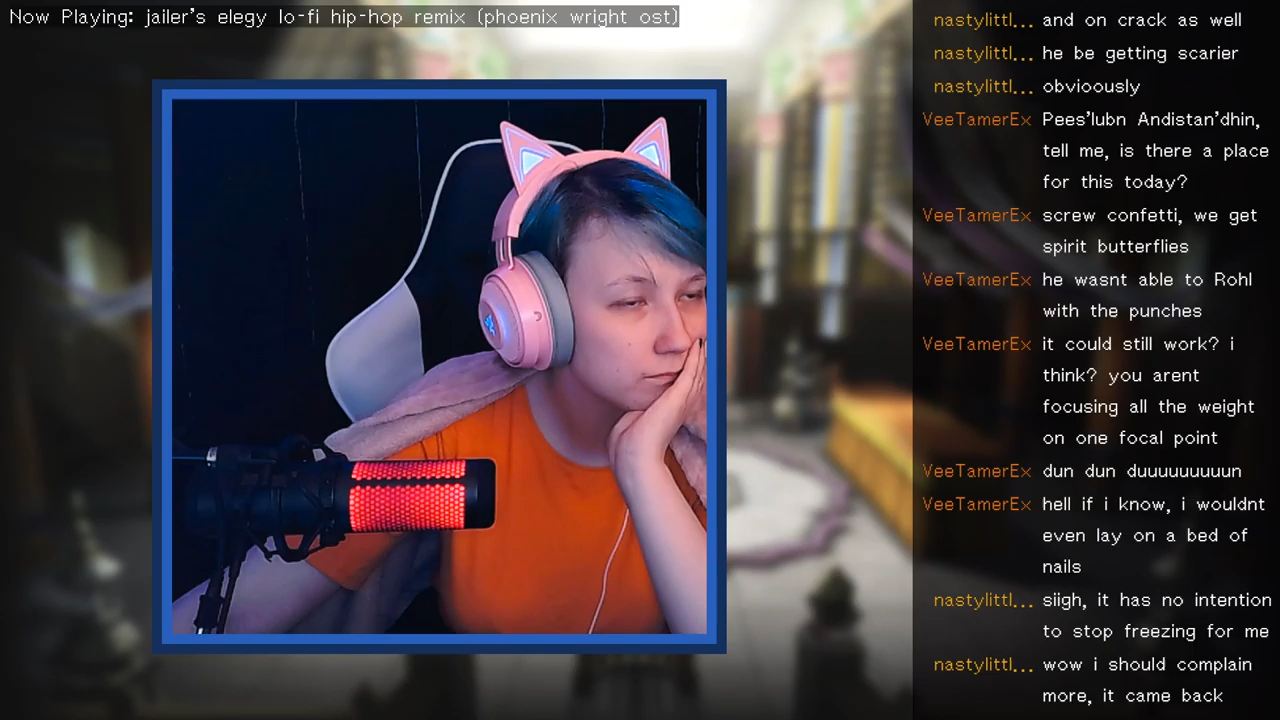 Now Playing: jailer's elegy lo-fi hip-hop remix (phoenix wright ost)
nastylittl... and on crack as well
nastylittl... he be getting scarier
nastylittl... obvioously
VeeTamerEx Pees'lubn Andistan'dhin,
tell me, is there a place
for this today?
VeeTamerEx screw confetti, we get
spirit butterflies
VeeTamerEx he wasnt able to Rohl
with the punches
VeeTamerEx it could still work? i
think? you arent
focusing all the weight
on one focal point
VeeTamerEx dun dun duuuuuuuuun
VeeTamerEx hell if i know, i wouldnt
even lay on a bed of
nails
nastylittl... siigh, it has no intention
to stop freezing for me
nastylittl... wow i should complain
more, it came back